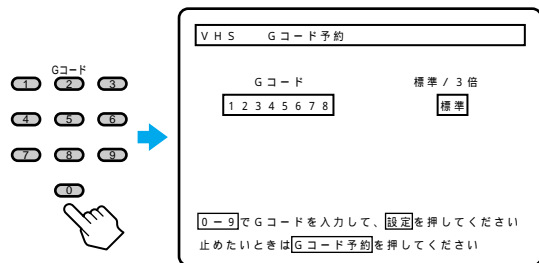 Gコード
1 2 3
4 5 6
7 8 9
0
VHS Gコード予約
Gコード 標準/3倍
12345678 標準
0-9でGコードを入力して、設定を押してください
止めたいときはGコード予約を押してください